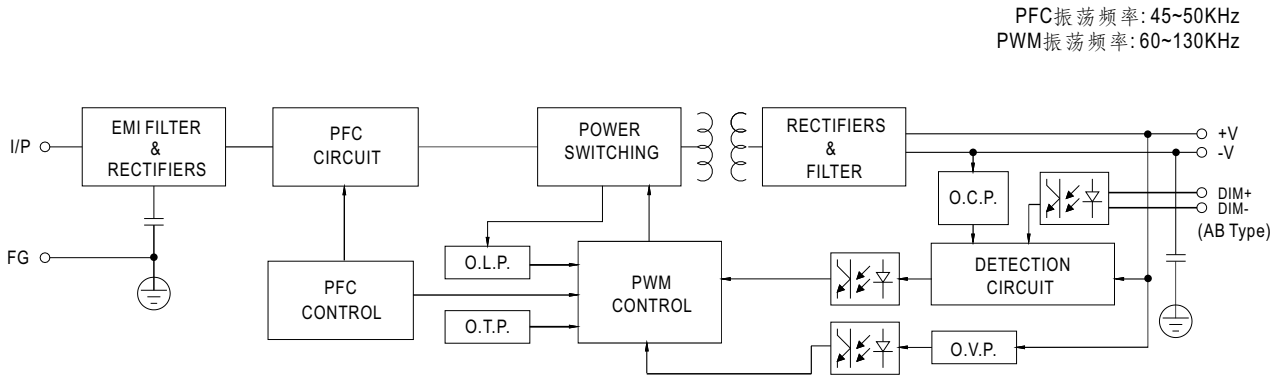 PFC振荡频率: 45~50KHz
PWM振荡频率: 60~130KHz
I/P
EMI FILTER
&
RECTIFIERS
PFC
CIRCUIT
POWER
SWITCHING
RECTIFIERS
&
FILTER
+V
-V
O.C.P.
DIM+
DIM-
(AB Type)
FG
PFC
CONTROL
O.L.P.
O.T.P.
PWM
CONTROL
DETECTION
CIRCUIT
O.V.P.